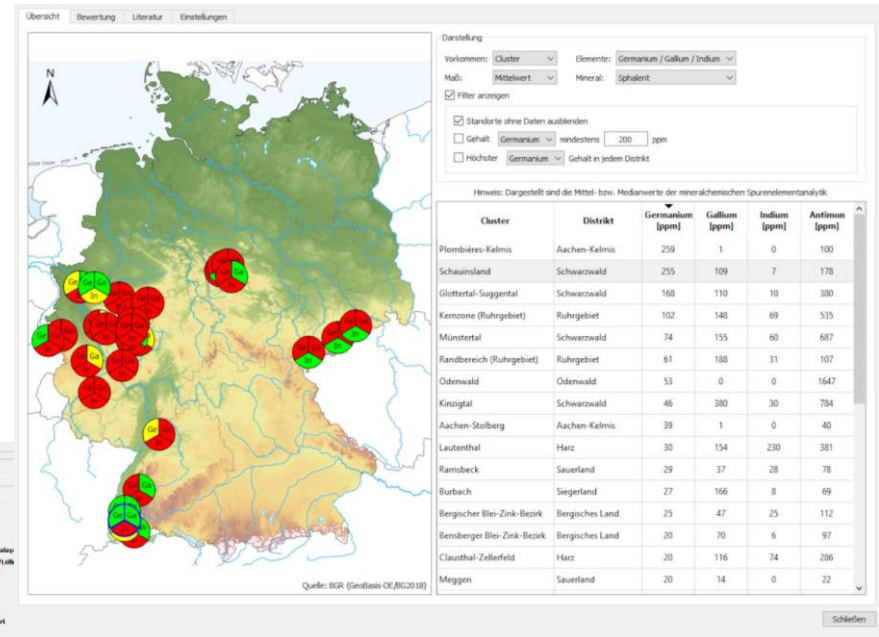 Übersicht Bewertung Literatur Einstellungen
Darstellung
Vorkommen: Cluster Elemente: Germanium / Gallium / Indium
Maß: Mittelwert Mineral: Sphalerit
Filter anzeigen
Standorte ohne Daten ausblenden
Gehalt Germanium mindestens 200 ppm
Höchster Germanium Gehalt in jedem Distrikt
Hinweis: Dargestellt sind die Mittel- bzw. Medianwerte der mineralchemischen Spurenelementanalytik
Cluster Distrikt Germanium [ppm] Gallium [ppm] Indium [ppm] Antimon [ppm]
Plombières-Kelmis Aachen-Kelmis 259 1 0 100
Schauinsland Schwarzwald 255 109 7 178
Glottertal-Suggental Schwarzwald 168 110 10 380
Kernzone (Ruhrgebiet) Ruhrgebiet 102 148 69 535
Münstertal Schwarzwald 74 155 60 687
Randbereich (Ruhrgebiet) Ruhrgebiet 61 188 31 107
Odenwald Odenwald 53 0 0 1647
Kinzigtal Schwarzwald 46 380 30 784
Aachen-Stolberg Aachen-Kelmis 39 1 0 40
Lautenthal Harz 30 154 230 381
Ramsbeck Sauerland 29 37 28 78
Burbach Siegerland 27 166 8 69
Bergischer Blei-Zink-Bezirk Bergisches Land 25 47 25 112
Bensberger Blei-Zink-Bezirk Bergisches Land 20 70 6 97
Clausthal-Zellerfeld Harz 20 116 74 286
Meggen Sauerland 20 14 0 22
N
Ge Ga
In
Quelle: BGR (GeoBasis-DE/BG2018)
Schließen